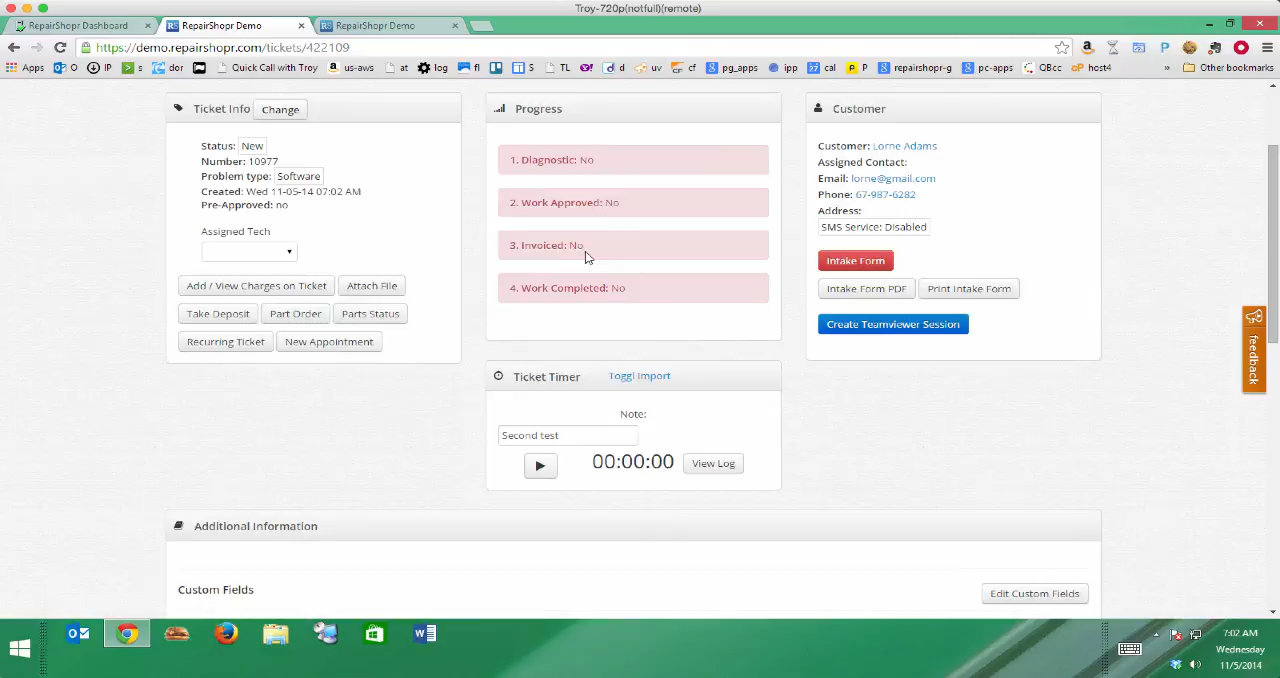 Troy-720p(notfull)(remote)
RepairShopr Dashboard × RS RepairShopr Demo × RS RepairShopr Demo ×
https://demo.repairshopr.com/tickets/422109
Apps O IP s dor Quick Call with Troy us-aws at log fl d S TL d uv cf pg_apps ipp 77 cal P repairshopr-g pc-apps QBcc cP host4 » Other bookmarks
Ticket Info Change
Status: New
Number: 10977
Problem type: Software
Created: Wed 11-05-14 07:02 AM
Pre-Approved: no
Assigned Tech
Add / View Charges on Ticket Attach File
Take Deposit Part Order Parts Status
Recurring Ticket New Appointment
Progress
1. Diagnostic: No
2. Work Approved: No
3. Invoiced: No
4. Work Completed: No
Ticket Timer Toggl Import
Note:
Second test
00:00:00 View Log
Customer
Customer: Lorne Adams
Assigned Contact:
Email: lorne@gmail.com
Phone: 67-987-6282
Address:
SMS Service: Disabled
Intake Form
Intake Form PDF Print Intake Form
Create Teamviewer Session
feedback
Additional Information
Custom Fields Edit Custom Fields
7:02 AM
Wednesday
11/5/2014